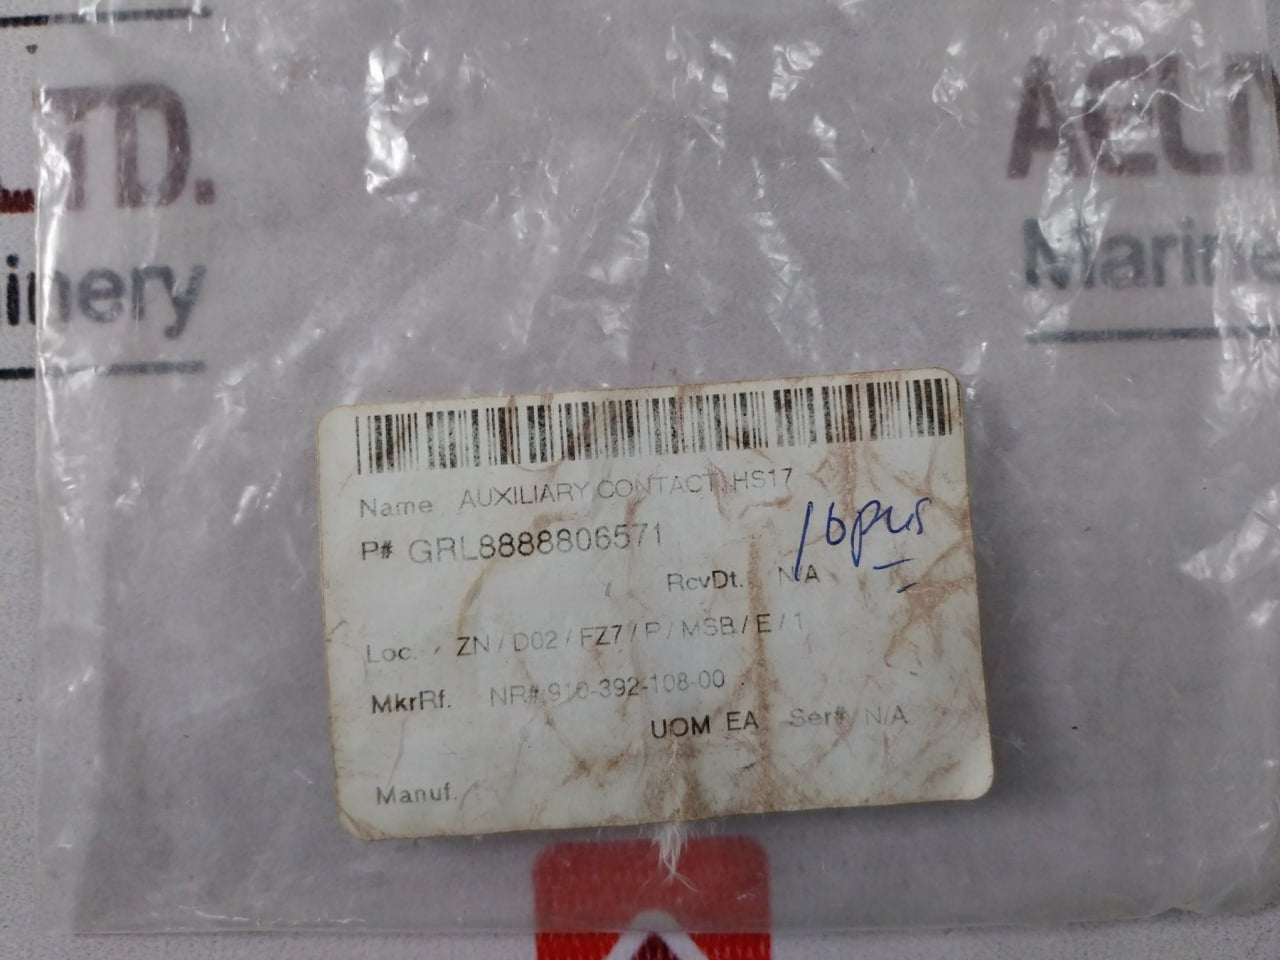 LTD.
inery
AELI
Marine
Name AUXILIARY CONTACT HS17
P# GRL8888806571
10pcs
RcvDt. N/A
Loc. ZN / D02 / FZ7 / P / MSB / E / 1
MkrRf. NR# 910-392-108-00
UOM EA Ser# N/A
Manuf.